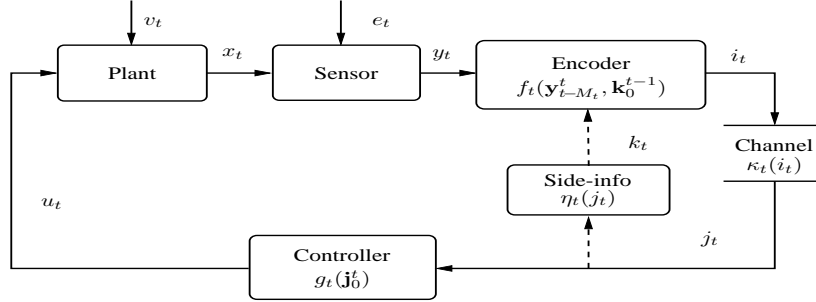 v_t
e_t
x_t
y_t
i_t
Plant
Sensor
Encoder
f_t(𝐲^t_{t−M_t}, 𝐤^{t−1}_0)
k_t
Channel
κ_t(i_t)
Side-info
η_t(j_t)
u_t
j_t
Controller
g_t(𝐣^t_0)